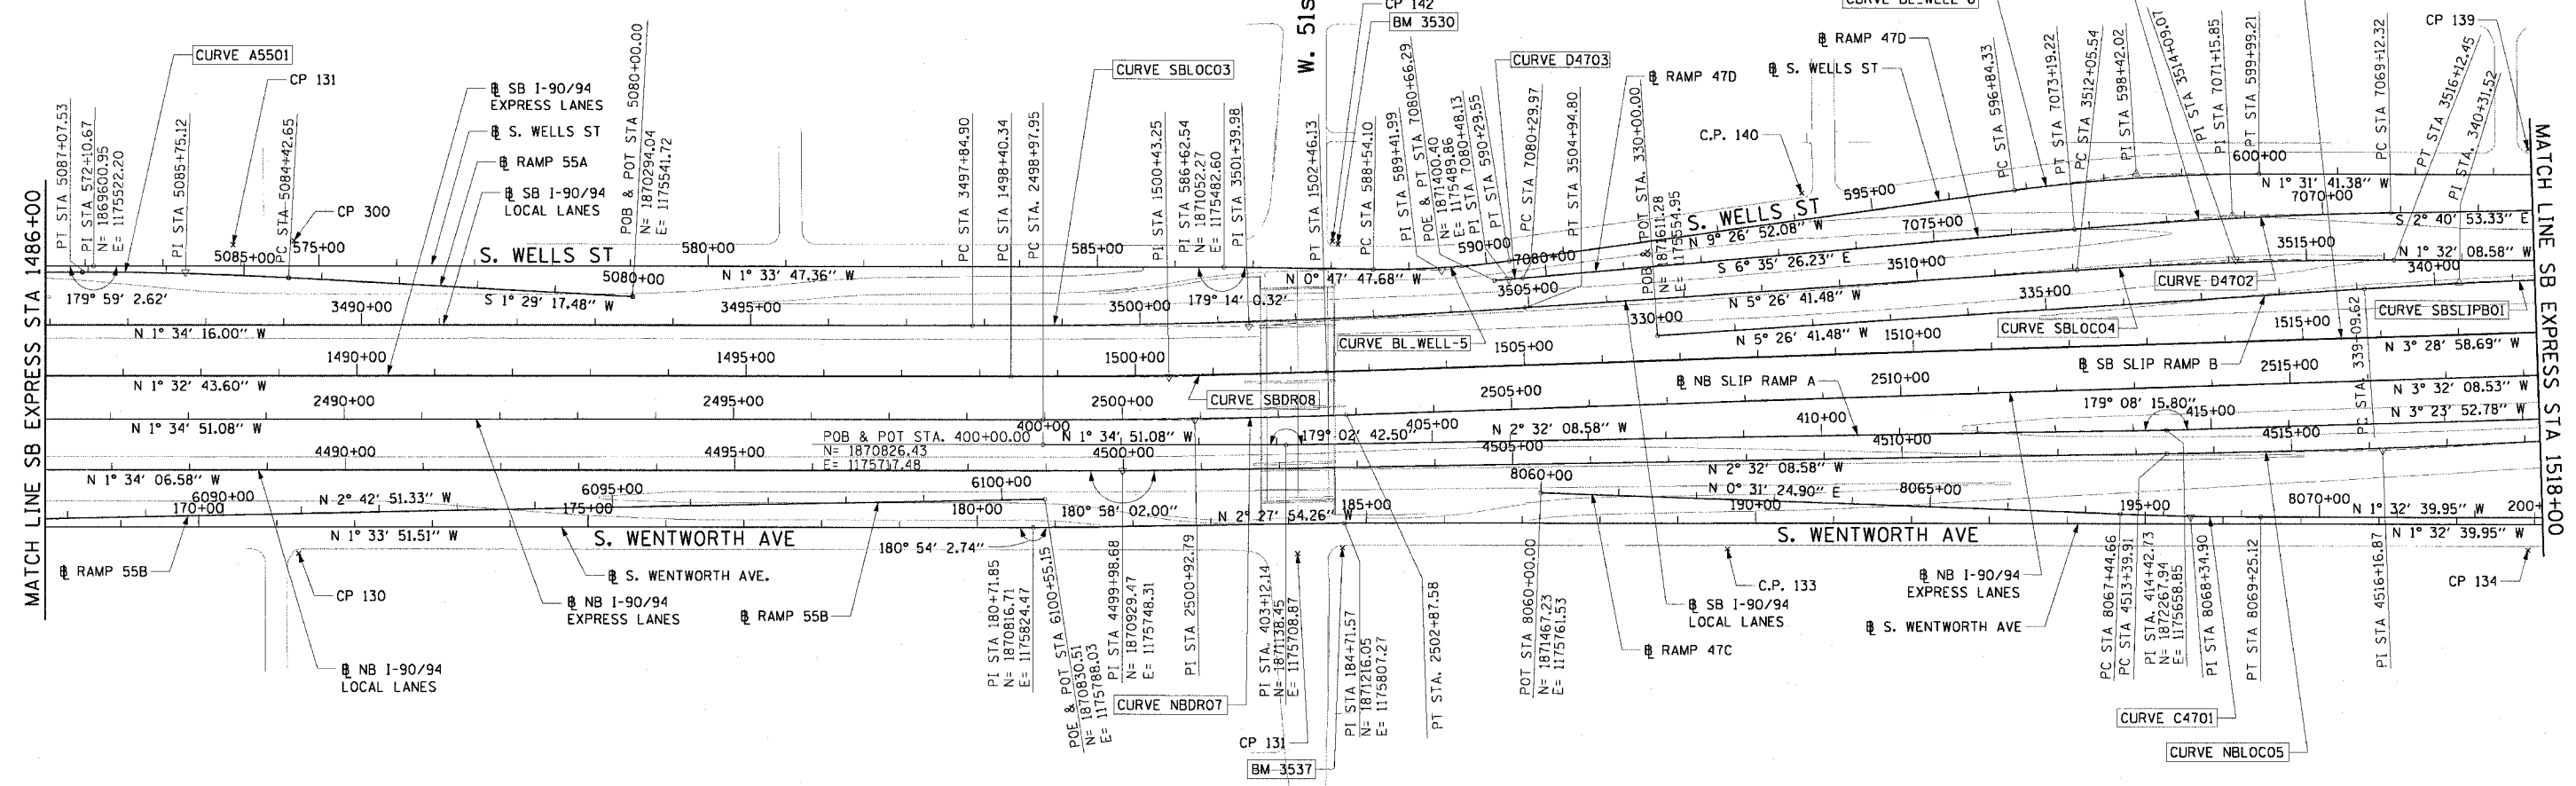 MATCH LINE SB EXPRESS STA 1486+00
PI STA 5087+07.53
PI STA 572+10.67
N= 1869600.95
E= 1175522.20
CURVE A5501
PI STA 5085+75.12
CP 131
PC STA 5084+42.65
CP 300
℄ SB I-90/94
EXPRESS LANES
℄ S. WELLS ST
℄ RAMP 55A
℄ SB I-90/94
LOCAL LANES
POB & POT STA 5080+00.00
N= 1870294.04
E= 1175541.72
PC STA 3497+84.90
PC STA 1498+40.34
PC STA. 2498+97.95
CURVE SBLOC03
PI STA 1500+43.25
PI STA 586+62.54
N= 1871052.27
E= 1175482.60
PI STA 3501+39.98
W. 51s
PT STA 1502+46.13
CP 142
BM 3530
PC STA 588+54.10
PI STA 589+41.99
POE & PT STA 7080+66.29
N= 1871400.40
E= 1175489.86
PI STA 7080+48.13
PT STA 590+29.55
CURVE D4703
PC STA 7080+29.97
PT STA 3504+94.80
℄ RAMP 47D
POB & POT STA. 330+00.00
N= 1871611.28
E= 1175554.95
C.P. 140
℄ RAMP 47D
℄ S. WELLS ST
PC STA 596+84.33
PT STA 7073+19.22
PC STA 3512+05.54
PI STA 598+42.02
PI STA 3514+09.07
PI STA 7071+15.85
PT STA 599+99.21
PC STA 7069+12.32
PT STA 3516+12.45
PI STA. 340+31.52
CP 139
MATCH LINE SB EXPRESS STA 1518+00
5085+00
575+00
S. WELLS ST
5080+00
580+00
N 1° 33' 47.36" W
585+00
590+00
7080+00
S. WELLS ST
595+00
600+00
N 1° 31' 41.38" W
7070+00
179° 59' 2.62'
S 1° 29' 17.48" W
179° 14' 0.32'
N 0° 47' 47.68" W
N 9° 26' 52.08" W
7075+00
S 2° 40' 53.33" E
3490+00
3495+00
3500+00
3505+00
S 6° 35' 26.23" E
3510+00
3515+00
N 1° 32' 08.58" W
N 1° 34' 16.00" W
N 5° 26' 41.48" W
330+00
335+00
340+00
CURVE D4702
CURVE SBSLIPB01
CURVE BL_WELL-5
N 5° 26' 41.48" W
CURVE SBLOC04
1490+00
1495+00
1500+00
1505+00
1510+00
1515+00
N 3° 28' 58.69" W
N 1° 32' 43.60" W
CURVE SBDR08
℄ NB SLIP RAMP A
℄ SB SLIP RAMP B
PC STA. 339+09.62
2490+00
2495+00
2500+00
2505+00
2510+00
2515+00
N 3° 32' 08.53" W
N 1° 34' 51.08" W
400+00
405+00
410+00
179° 08' 15.80"
415+00
N 3° 23' 52.78" W
POB & POT STA. 400+00.00
N= 1870826.43
E= 1175717.48
N 1° 34' 51.08" W
179° 02' 42.50"
N 2° 32' 08.58" W
4490+00
4495+00
4500+00
4505+00
4510+00
4515+00
N 1° 34' 06.58" W
N 2° 32' 08.58" W
6090+00
N 2° 42' 51.33" W
6095+00
6100+00
8060+00
N 0° 31' 24.90" E
8065+00
8070+00
N 1° 32' 39.95" W
170+00
175+00
180+00
180° 58' 02.00"
N 2° 27' 54.26" W
185+00
190+00
195+00
200+
N 1° 33' 51.51" W
S. WENTWORTH AVE
180° 54' 2.74"
S. WENTWORTH AVE
N 1° 32' 39.95" W
℄ RAMP 55B
CP 130
℄ NB I-90/94
LOCAL LANES
℄ S. WENTWORTH AVE.
℄ NB I-90/94
EXPRESS LANES
℄ RAMP 55B
PI STA 180+71.85
N= 1870816.71
E= 1175824.47
POE & POT STA 6100+55.15
N= 1870830.51
E= 1175788.03
PI STA 4499+98.68
N= 1870929.47
E= 1175748.31
PI STA 2500+92.79
CURVE NBDR07
PI STA. 403+12.14
N= 1871138.45
E= 1175708.87
CP 131
BM 3537
PI STA 184+71.57
N= 1871216.05
E= 1175807.27
PT STA. 2502+87.58
POT STA 8060+00.00
N= 1871467.23
E= 1175761.53
℄ RAMP 47C
℄ SB I-90/94
LOCAL LANES
C.P. 133
℄ NB I-90/94
EXPRESS LANES
℄ S. WENTWORTH AVE
PC STA 8067+44.66
PC STA 4513+39.91
PI STA. 414+42.73
N= 1872267.94
E= 1175658.85
PI STA 8068+34.90
PT STA 8069+25.12
CURVE C4701
CURVE NBLOC05
PI STA 4516+16.87
CP 134